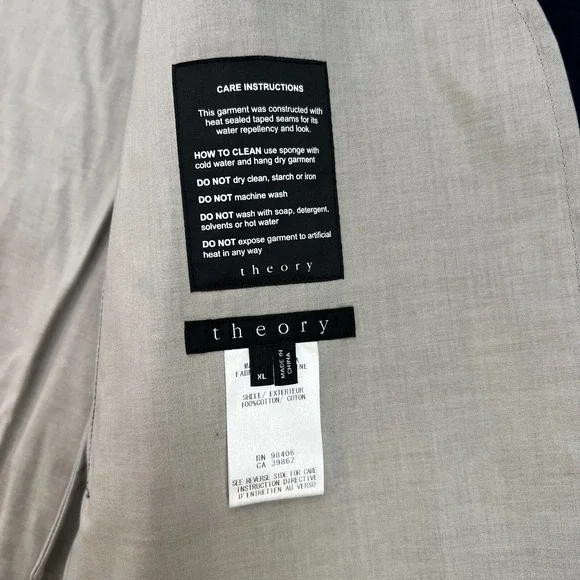 CARE INSTRUCTIONS
This garment was constructed with
heat sealed taped seams for its
water repellency and look.
HOW TO CLEAN use sponge with
cold water and hang dry garment
DO NOT dry clean, starch or iron
DO NOT machine wash
DO NOT wash with soap, detergent,
solvents or hot water
DO NOT expose garment to artificial
heat in any way
theory
theory
XL
MADE IN
CHINA
SHELL/ EXTERIEUR
100%COTTON/ COTON
RN 98406
CA 39862
SEE REVERSE SIDE FOR CARE
INSTRUCTION DIRECTIVE
D'ENTRETIEN AU VERSO